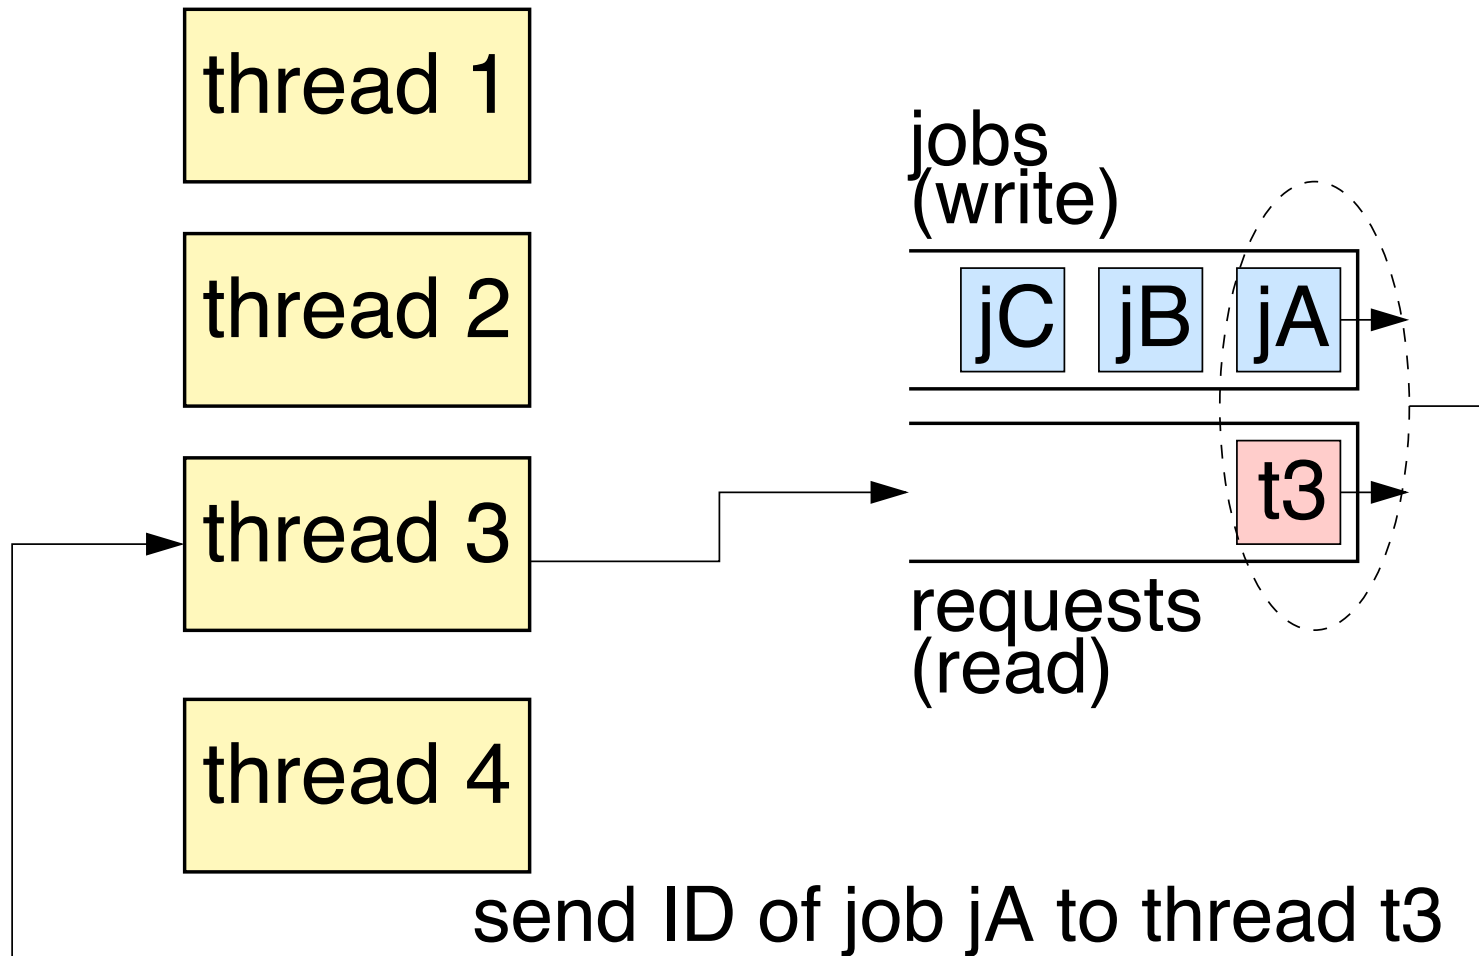 thread 1
thread 2
thread 3
thread 4
jobs
(write)
jC jB jA
t3
requests
(read)
send ID of job jA to thread t3